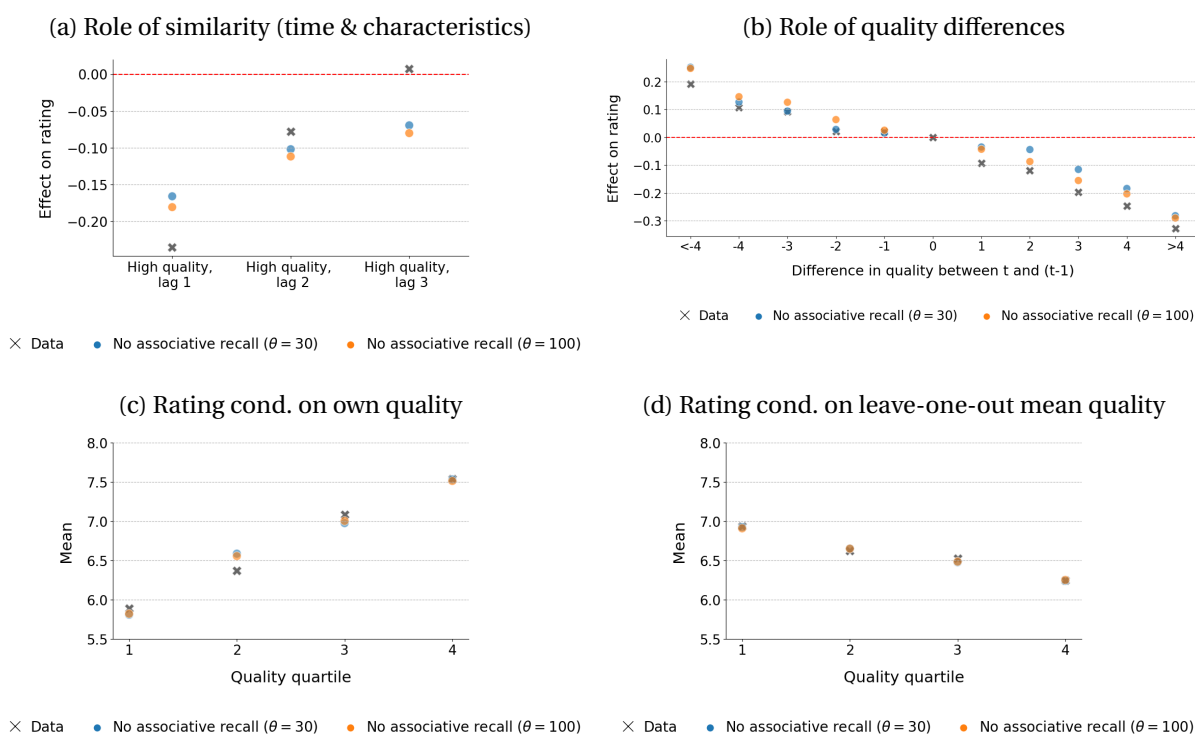 (a) Role of similarity (time & characteristics)
Effect on rating
0.00
−0.05
−0.10
−0.15
−0.20
High quality, lag 1
High quality, lag 2
High quality, lag 3
Data
No associative recall (θ = 30)
No associative recall (θ = 100)
(b) Role of quality differences
Effect on rating
0.2
0.1
0.0
−0.1
−0.2
−0.3
<-4 -4 -3 -2 -1 0 1 2 3 4 >4
Difference in quality between t and (t-1)
Data
No associative recall (θ = 30)
No associative recall (θ = 100)
(c) Rating cond. on own quality
Mean
8.0
7.5
7.0
6.5
6.0
5.5
1 2 3 4
Quality quartile
Data
No associative recall (θ = 30)
No associative recall (θ = 100)
(d) Rating cond. on leave-one-out mean quality
Mean
8.0
7.5
7.0
6.5
6.0
5.5
1 2 3 4
Quality quartile
Data
No associative recall (θ = 30)
No associative recall (θ = 100)